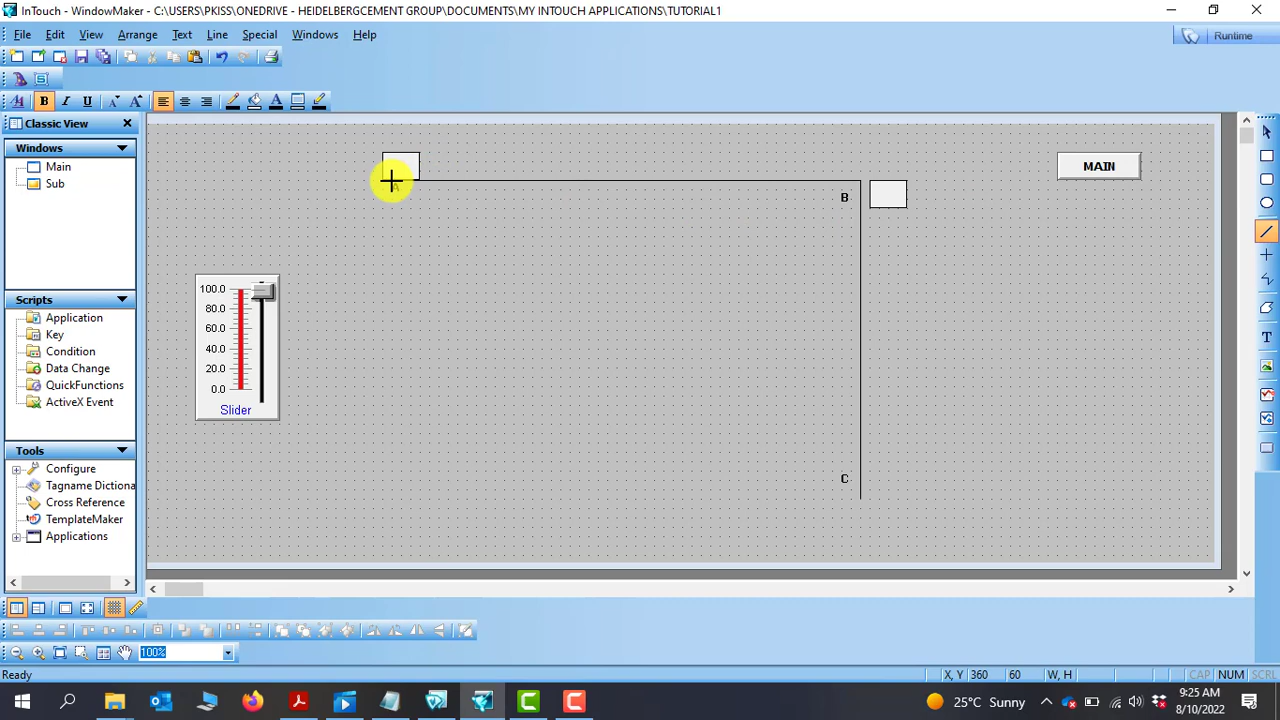 InTouch - WindowMaker - C:\USERS\PKISS\ONEDRIVE - HEIDELBERGCEMENT GROUP\DOCUMENTS\MY INTOUCH APPLICATIONS\TUTORIAL1
File Edit View Arrange Text Line Special Windows Help
Runtime
Classic View
Windows
Main
Sub
Scripts
Application
Key
Condition
Data Change
QuickFunctions
ActiveX Event
Tools
Configure
Tagname Dictiona
Cross Reference
TemplateMaker
Applications
MAIN
A
B
C
100.0
80.0
60.0
40.0
20.0
0.0
Slider
100%
Ready
X, Y 360 60 W, H CAP NUM SCRL
25°C Sunny
9:25 AM
8/10/2022